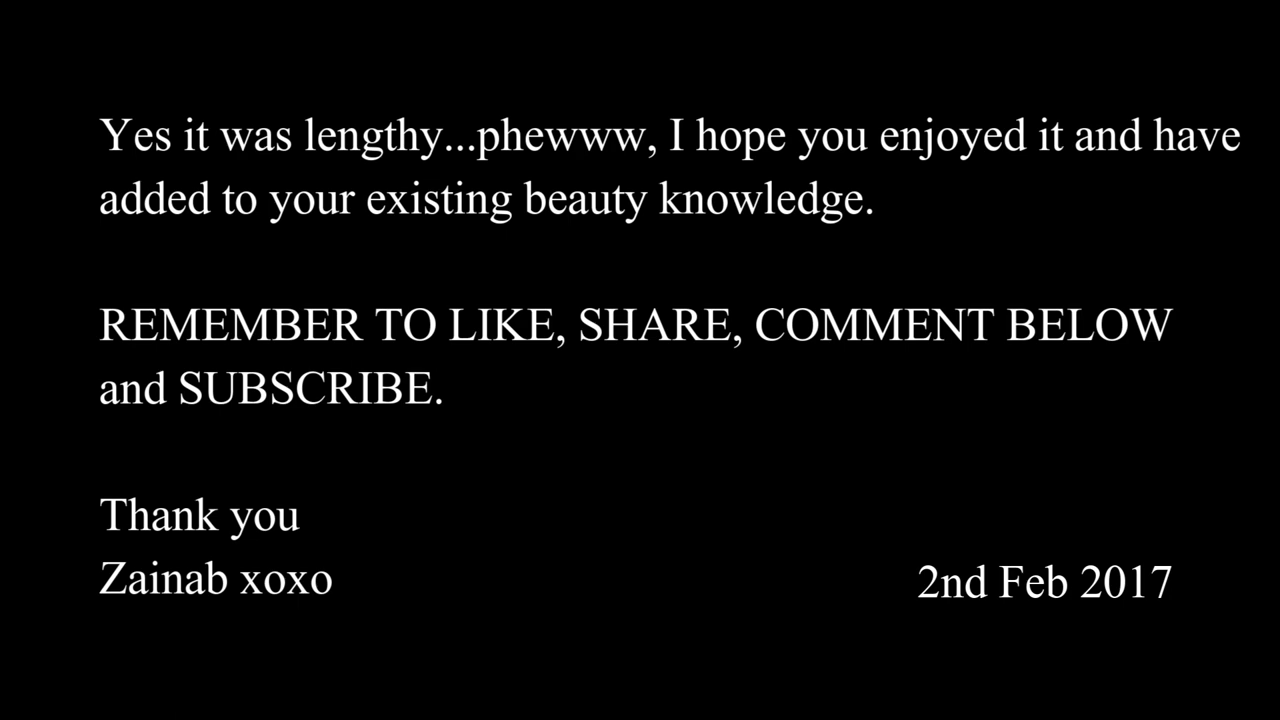 Yes it was lengthy...phewww, I hope you enjoyed it and have
added to your existing beauty knowledge.
REMEMBER TO LIKE, SHARE, COMMENT BELOW
and SUBSCRIBE.
Thank you
Zainab xoxo
2nd Feb 2017